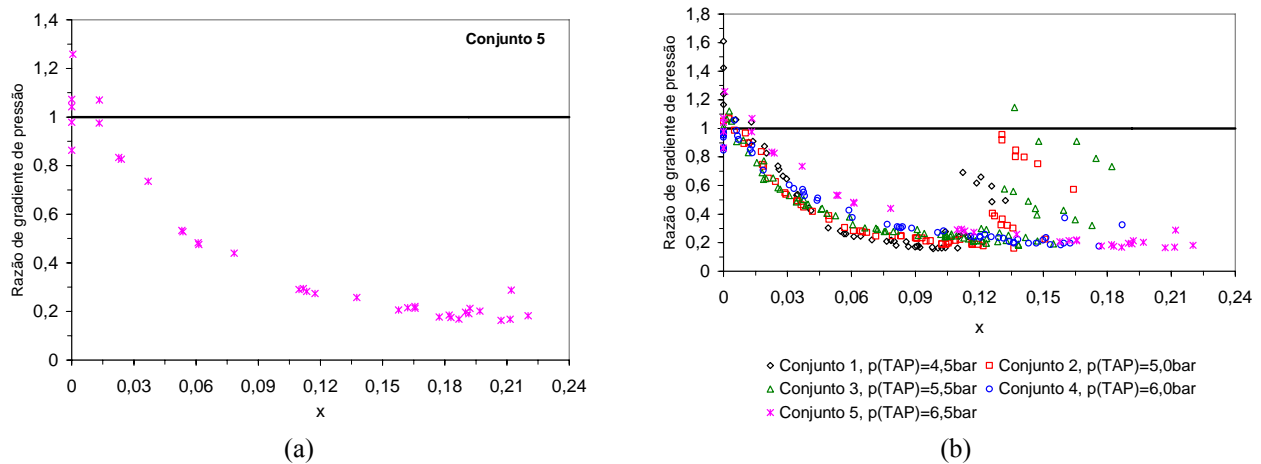 Razão de gradiente de pressão
1,4
1,2
1
0,8
0,6
0,4
0,2
0
Conjunto 5
0 0,03 0,06 0,09 0,12 0,15 0,18 0,21 0,24
x
(a)
Razão de gradiente de pressão
1,8
1,6
1,4
1,2
1
0,8
0,6
0,4
0,2
0
0 0,03 0,06 0,09 0,12 0,15 0,18 0,21 0,24
x
Conjunto 1, p(TAP)=4,5bar Conjunto 2, p(TAP)=5,0bar
Conjunto 3, p(TAP)=5,5bar Conjunto 4, p(TAP)=6,0bar
Conjunto 5, p(TAP)=6,5bar
(b)